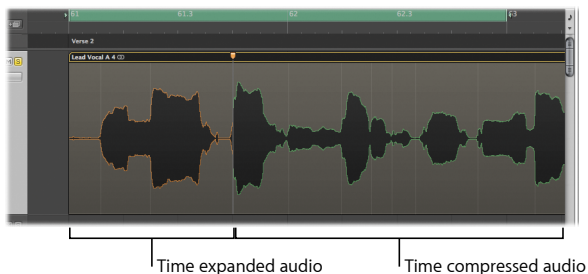 61 61.3 62 62.3 63
Verse 2
Lead Vocal A 4
S
Time expanded audio Time compressed audio